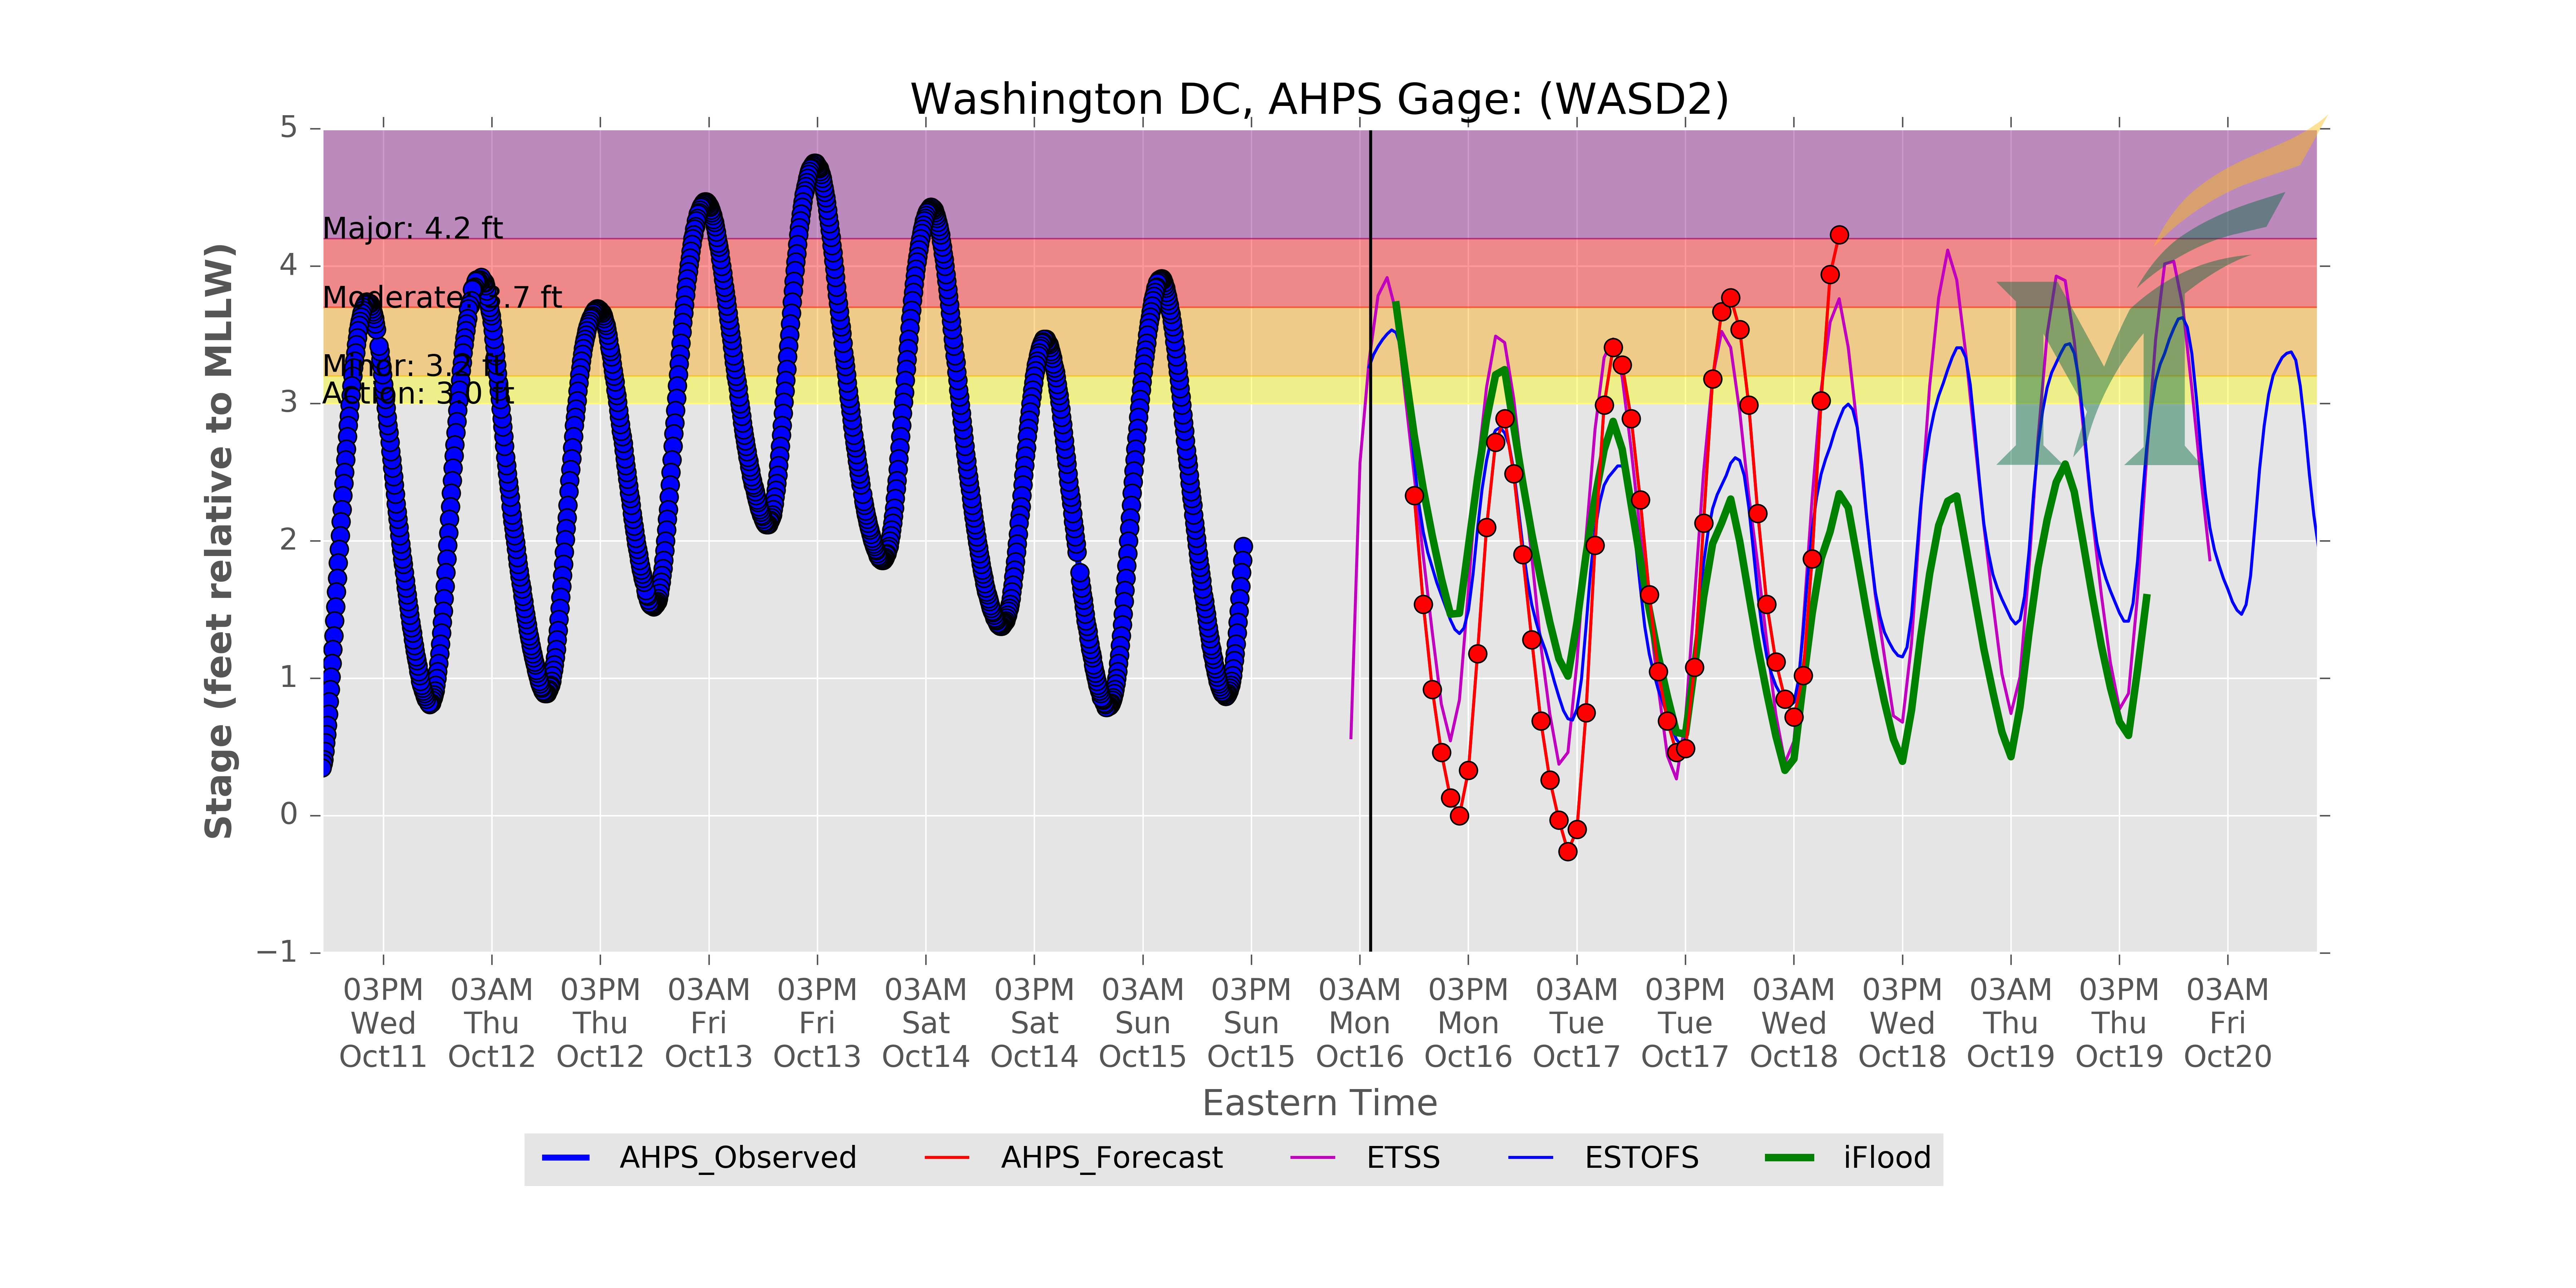 Washington DC, AHPS Gage: (WASD2)
Stage (feet relative to MLLW)
5
4
3
2
1
0
−1
Major: 4.2 ft
Moderate: 3.7 ft
Minor: 3.2 ft
Action: 3.0 ft
03PM 03AM 03PM 03AM 03PM 03AM 03PM 03AM 03PM 03AM 03PM 03AM 03PM 03AM 03PM 03AM 03PM 03AM
Wed Thu Thu Fri Fri Sat Sat Sun Sun Mon Mon Tue Tue Wed Wed Thu Thu Fri
Oct11 Oct12 Oct12 Oct13 Oct13 Oct14 Oct14 Oct15 Oct15 Oct16 Oct16 Oct17 Oct17 Oct18 Oct18 Oct19 Oct19 Oct20
Eastern Time
AHPS_Observed AHPS_Forecast ETSS ESTOFS iFlood